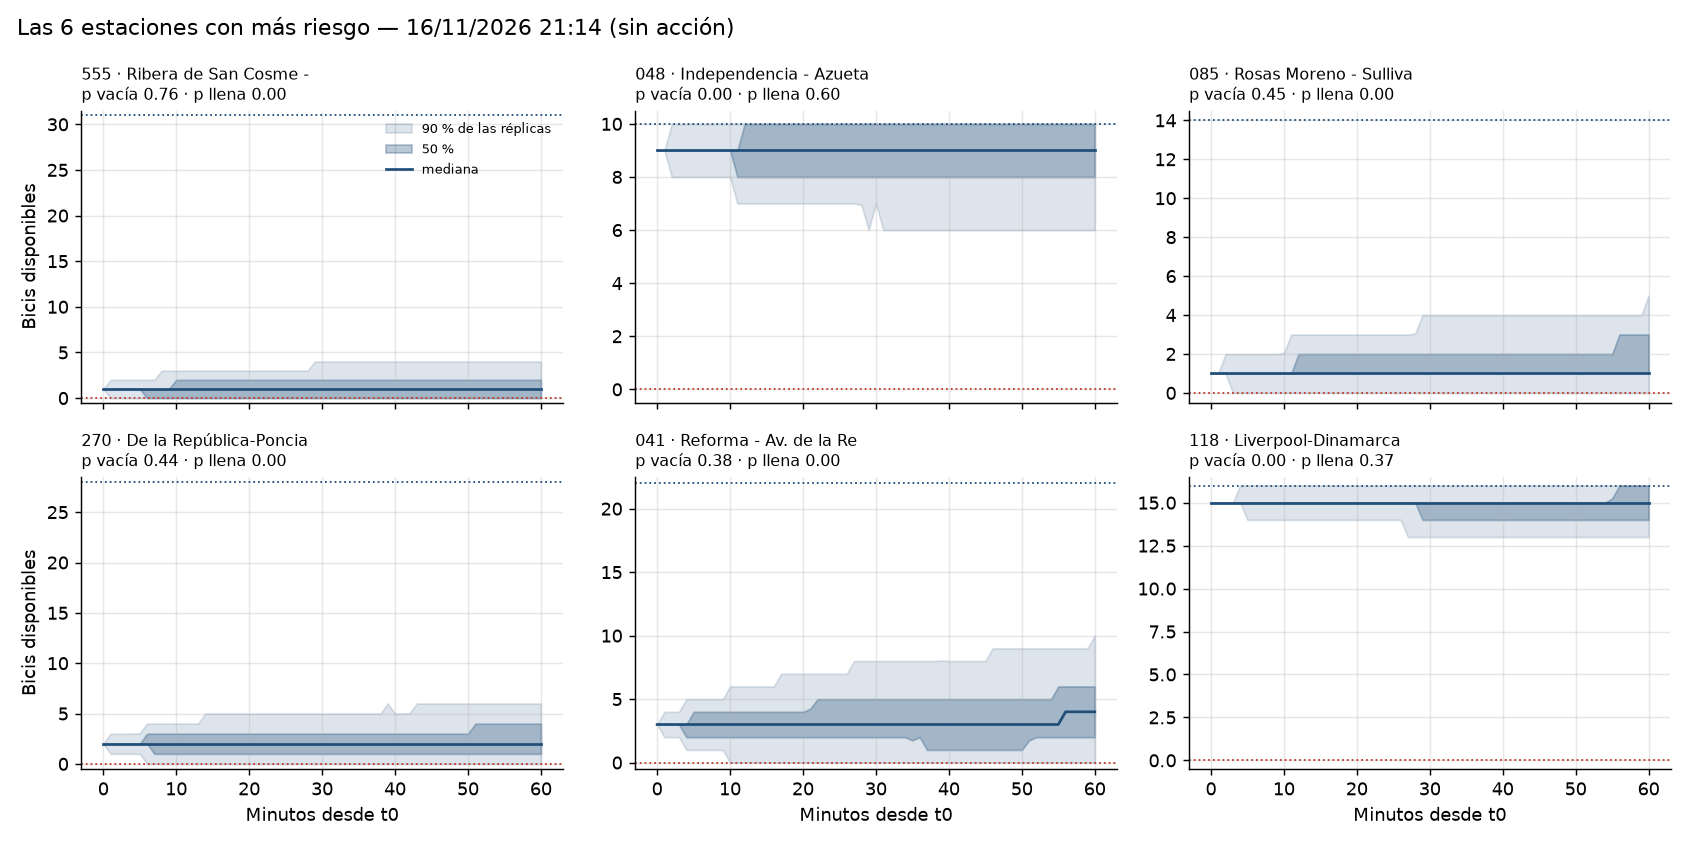 Las 6 estaciones con más riesgo — 16/11/2026 21:14 (sin acción)
555 · Ribera de San Cosme -
p vacía 0.76 · p llena 0.00
30
25
20
15
10
5
0
Bicis disponibles
90 % de las réplicas
50 %
mediana
048 · Independencia - Azueta
p vacía 0.00 · p llena 0.60
10
8
6
4
2
0
085 · Rosas Moreno - Sulliva
p vacía 0.45 · p llena 0.00
14
12
10
8
6
4
2
0
270 · De la República-Poncia
p vacía 0.44 · p llena 0.00
25
20
15
10
5
0
Bicis disponibles
0 10 20 30 40 50 60
Minutos desde t0
041 · Reforma - Av. de la Re
p vacía 0.38 · p llena 0.00
20
15
10
5
0
0 10 20 30 40 50 60
Minutos desde t0
118 · Liverpool-Dinamarca
p vacía 0.00 · p llena 0.37
15.0
12.5
10.0
7.5
5.0
2.5
0.0
0 10 20 30 40 50 60
Minutos desde t0